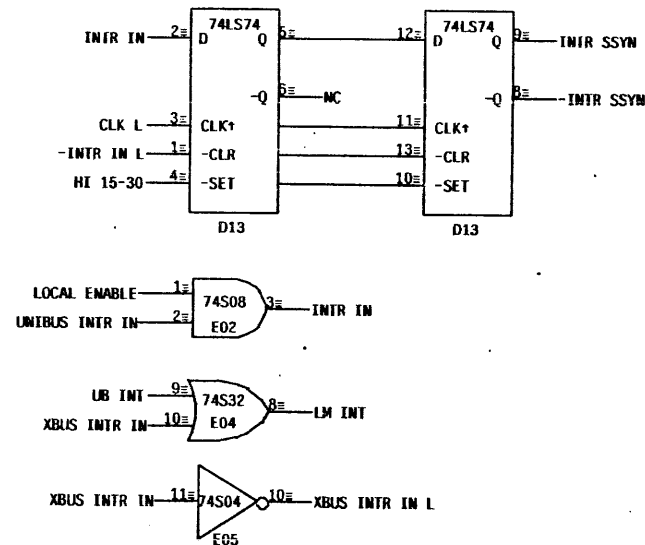 74LS74 74LS74
INTR IN 2 D Q 5 12 D Q 9 INTR SSYN
-Q 6 NC -Q 8 -INTR SSYN
CLK L 3 CLK↑ 11 CLK↑
-INTR IN L 1 -CLR 13 -CLR
HI 15-30 4 -SET 10 -SET
D13 D13
LOCAL ENABLE 1
74S08 3 INTR IN
UNIBUS INTR IN 2
E02
UB INT 9
74S32 8 LM INT
XBUS INTR IN 10
E04
XBUS INTR IN 11 74S04 10 XBUS INTR IN L
E05